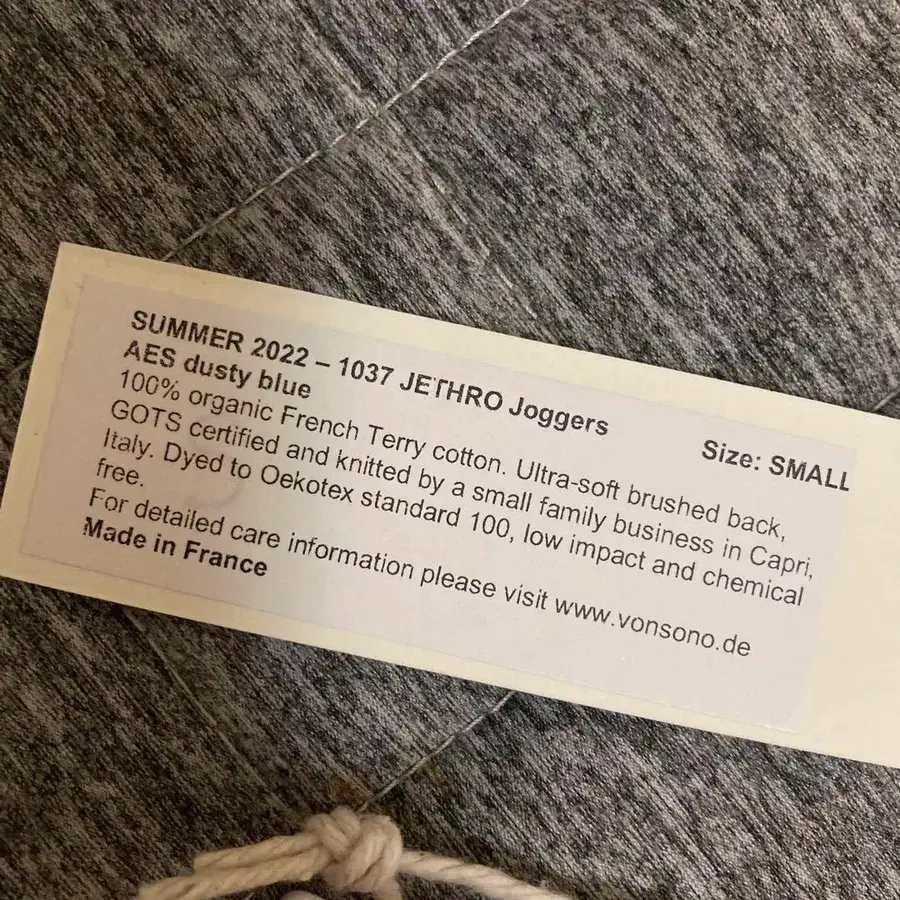 SUMMER 2022 – 1037 JETHRO Joggers
AES dusty blue
Size: SMALL
100% organic French Terry cotton. Ultra-soft brushed back,
GOTS certified and knitted by a small family business in Capri,
Italy. Dyed to Oekotex standard 100, low impact and chemical
free.
For detailed care information please visit www.vonsono.de
Made in France